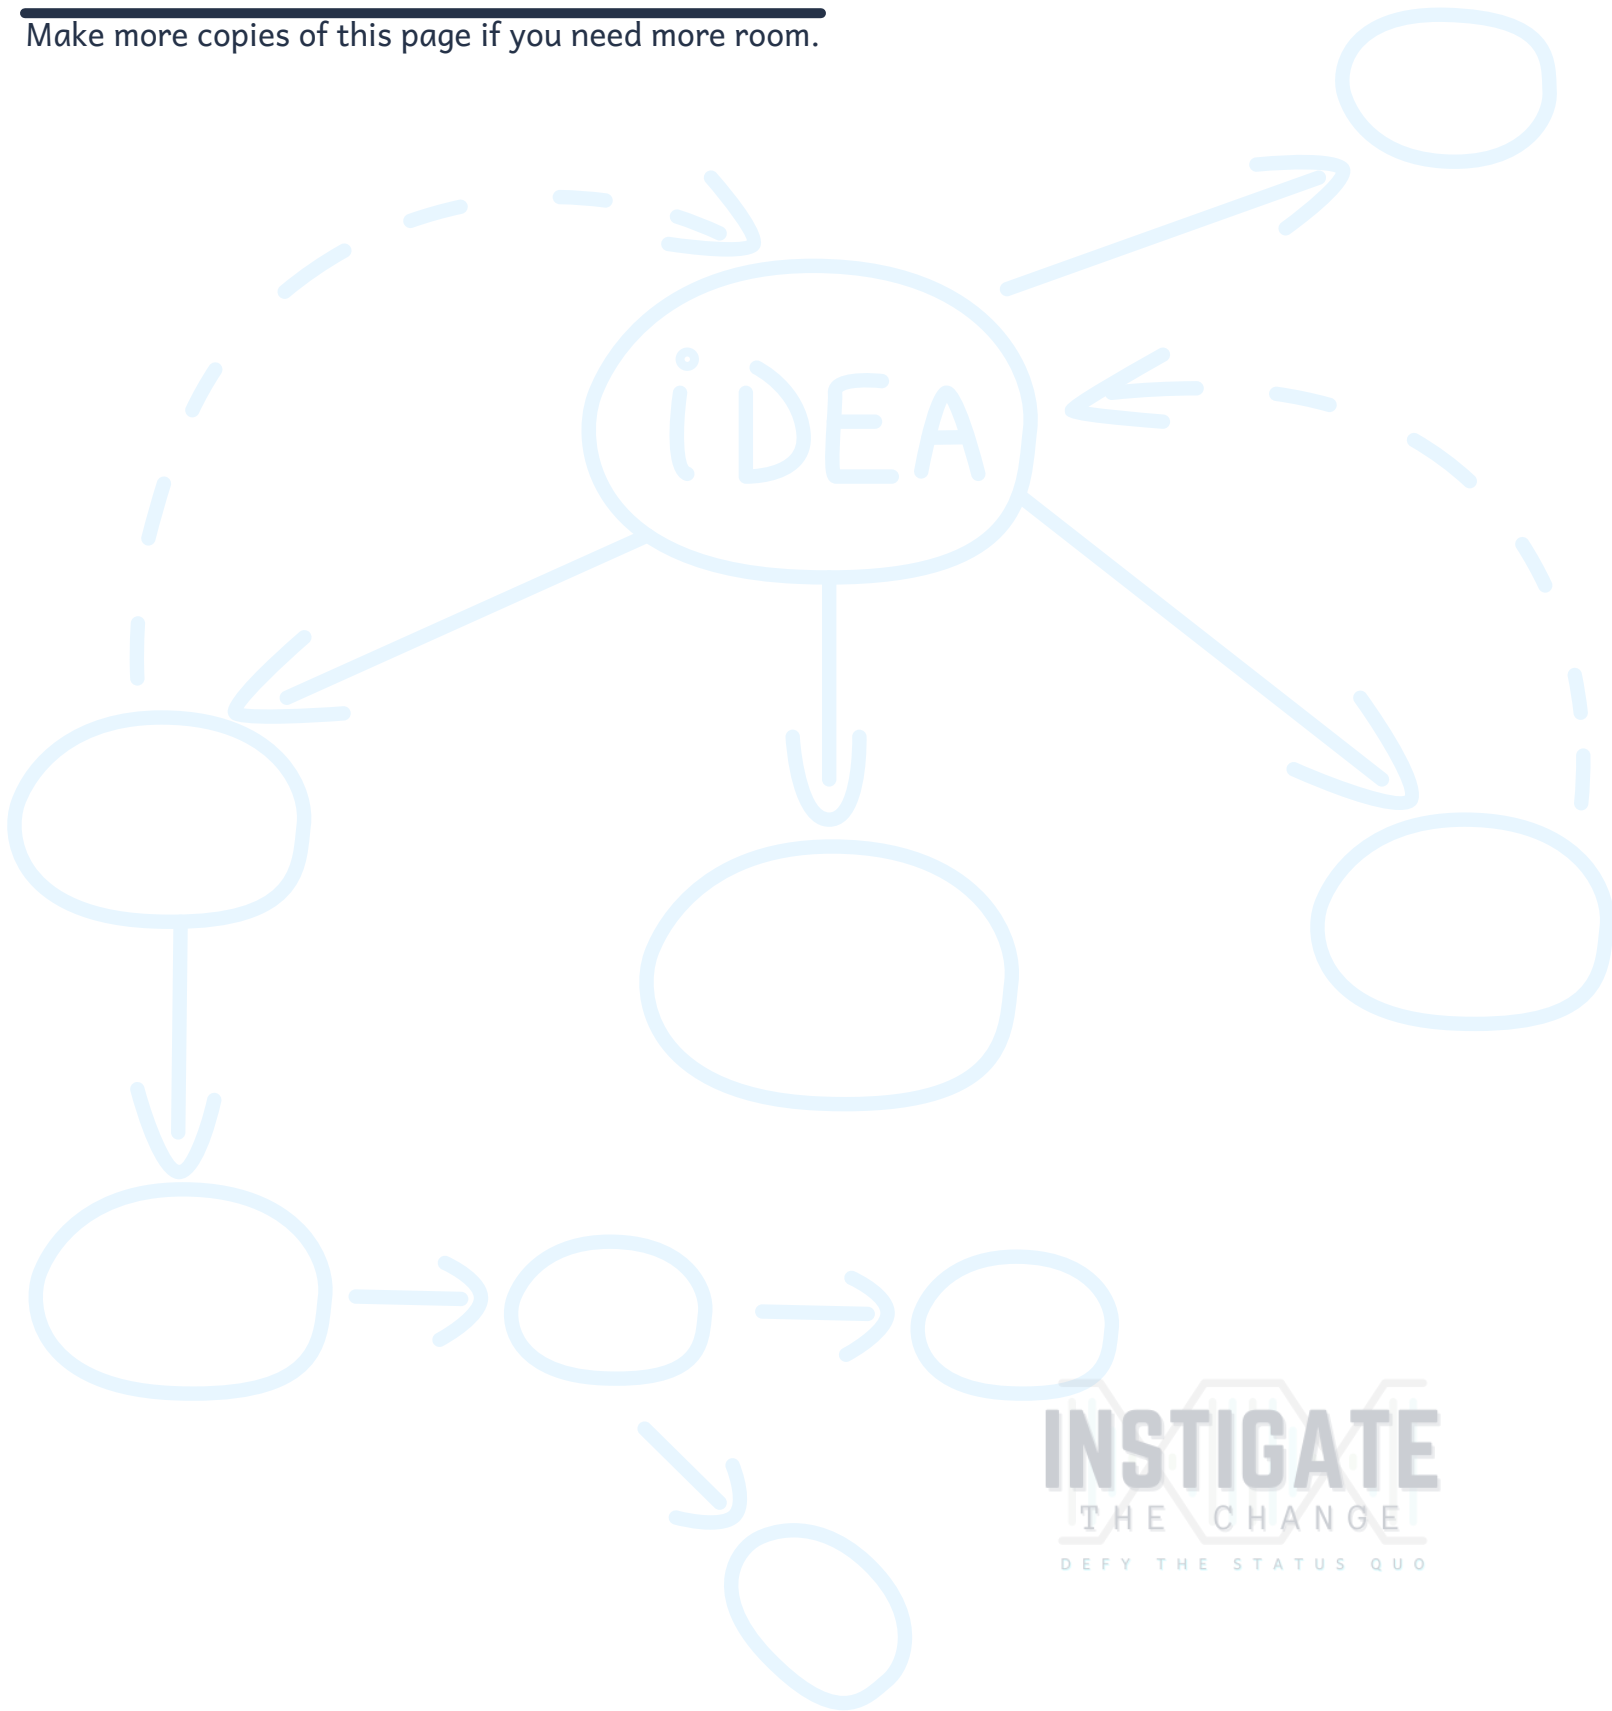 Make more copies of this page if you need more room.
iDEA
INSTIGATE
THE CHANGE
DEFY THE STATUS QUO